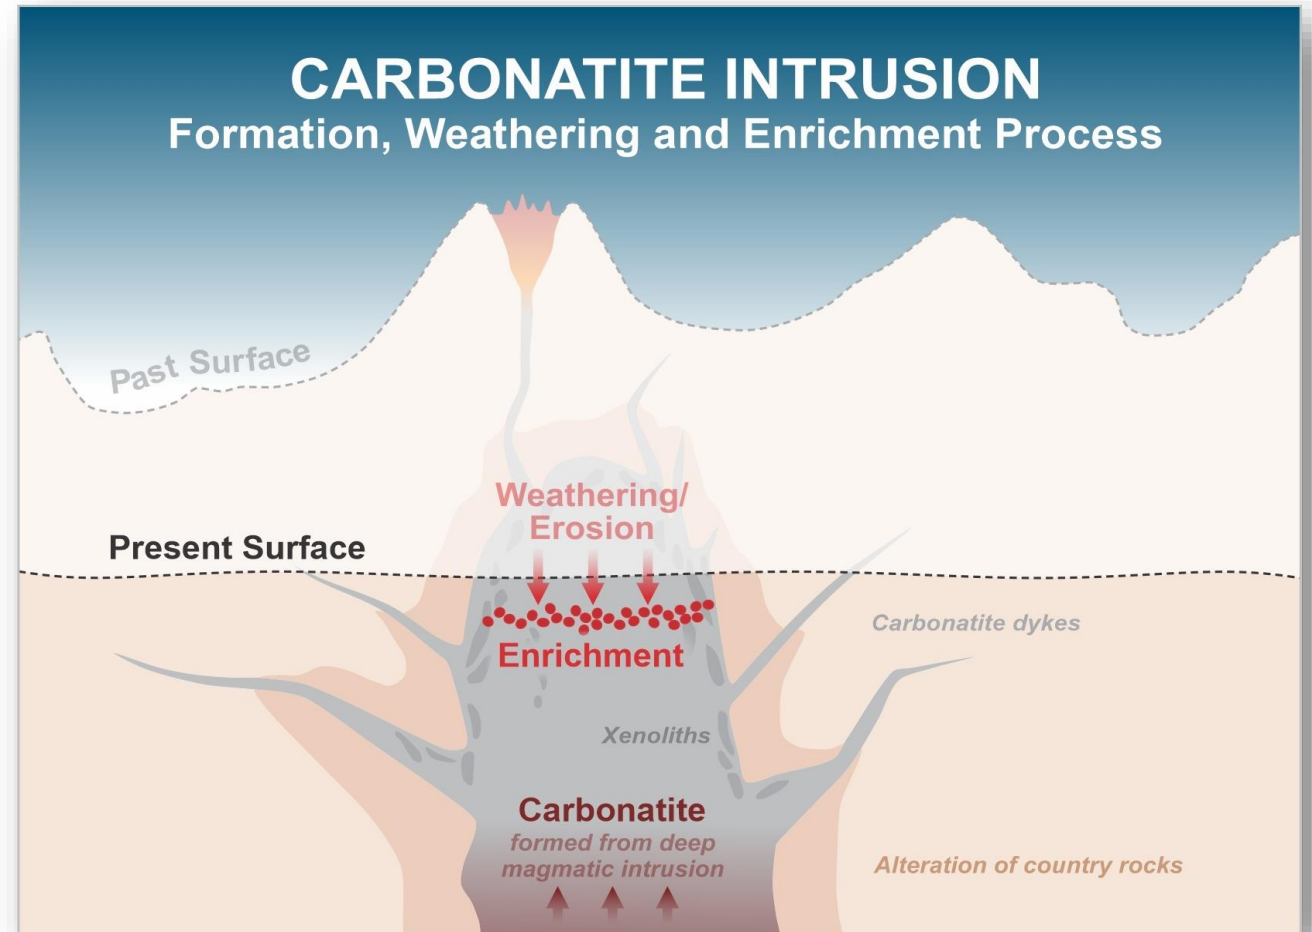 CARBONATITE INTRUSION
Formation, Weathering and Enrichment Process
Past Surface
Weathering/
Erosion
Present Surface
Carbonatite dykes
Enrichment
Xenoliths
Carbonatite
formed from deep
magmatic intrusion
Alteration of country rocks